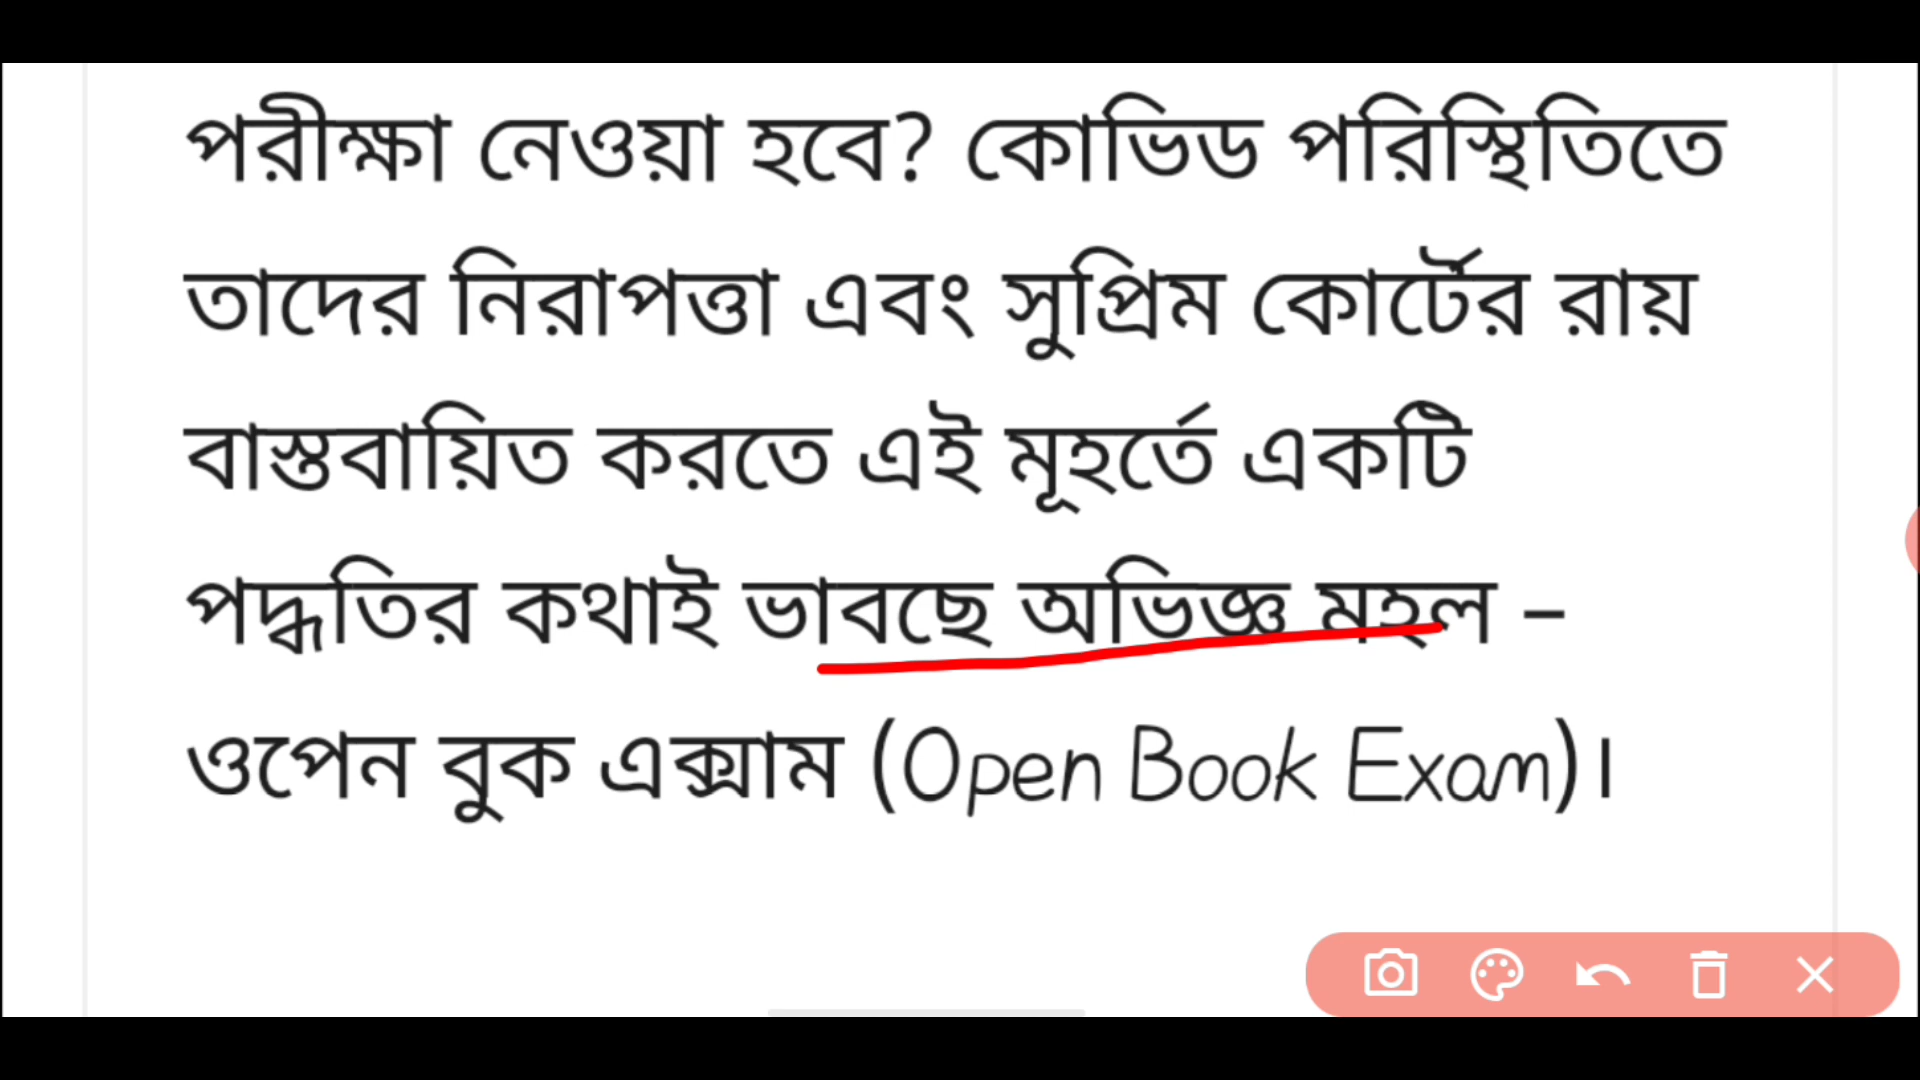 পরীক্ষা নেওয়া হবে? কোভিড পরিস্থিতিতে
তাদের নিরাপত্তা এবং সুপ্রিম কোর্টের রায়
বাস্তবায়িত করতে এই মূহর্তে একটি
পদ্ধতির কথাই ভাবছে অভিজ্ঞ মহল –
ওপেন বুক এক্সাম (Open Book Exam)।